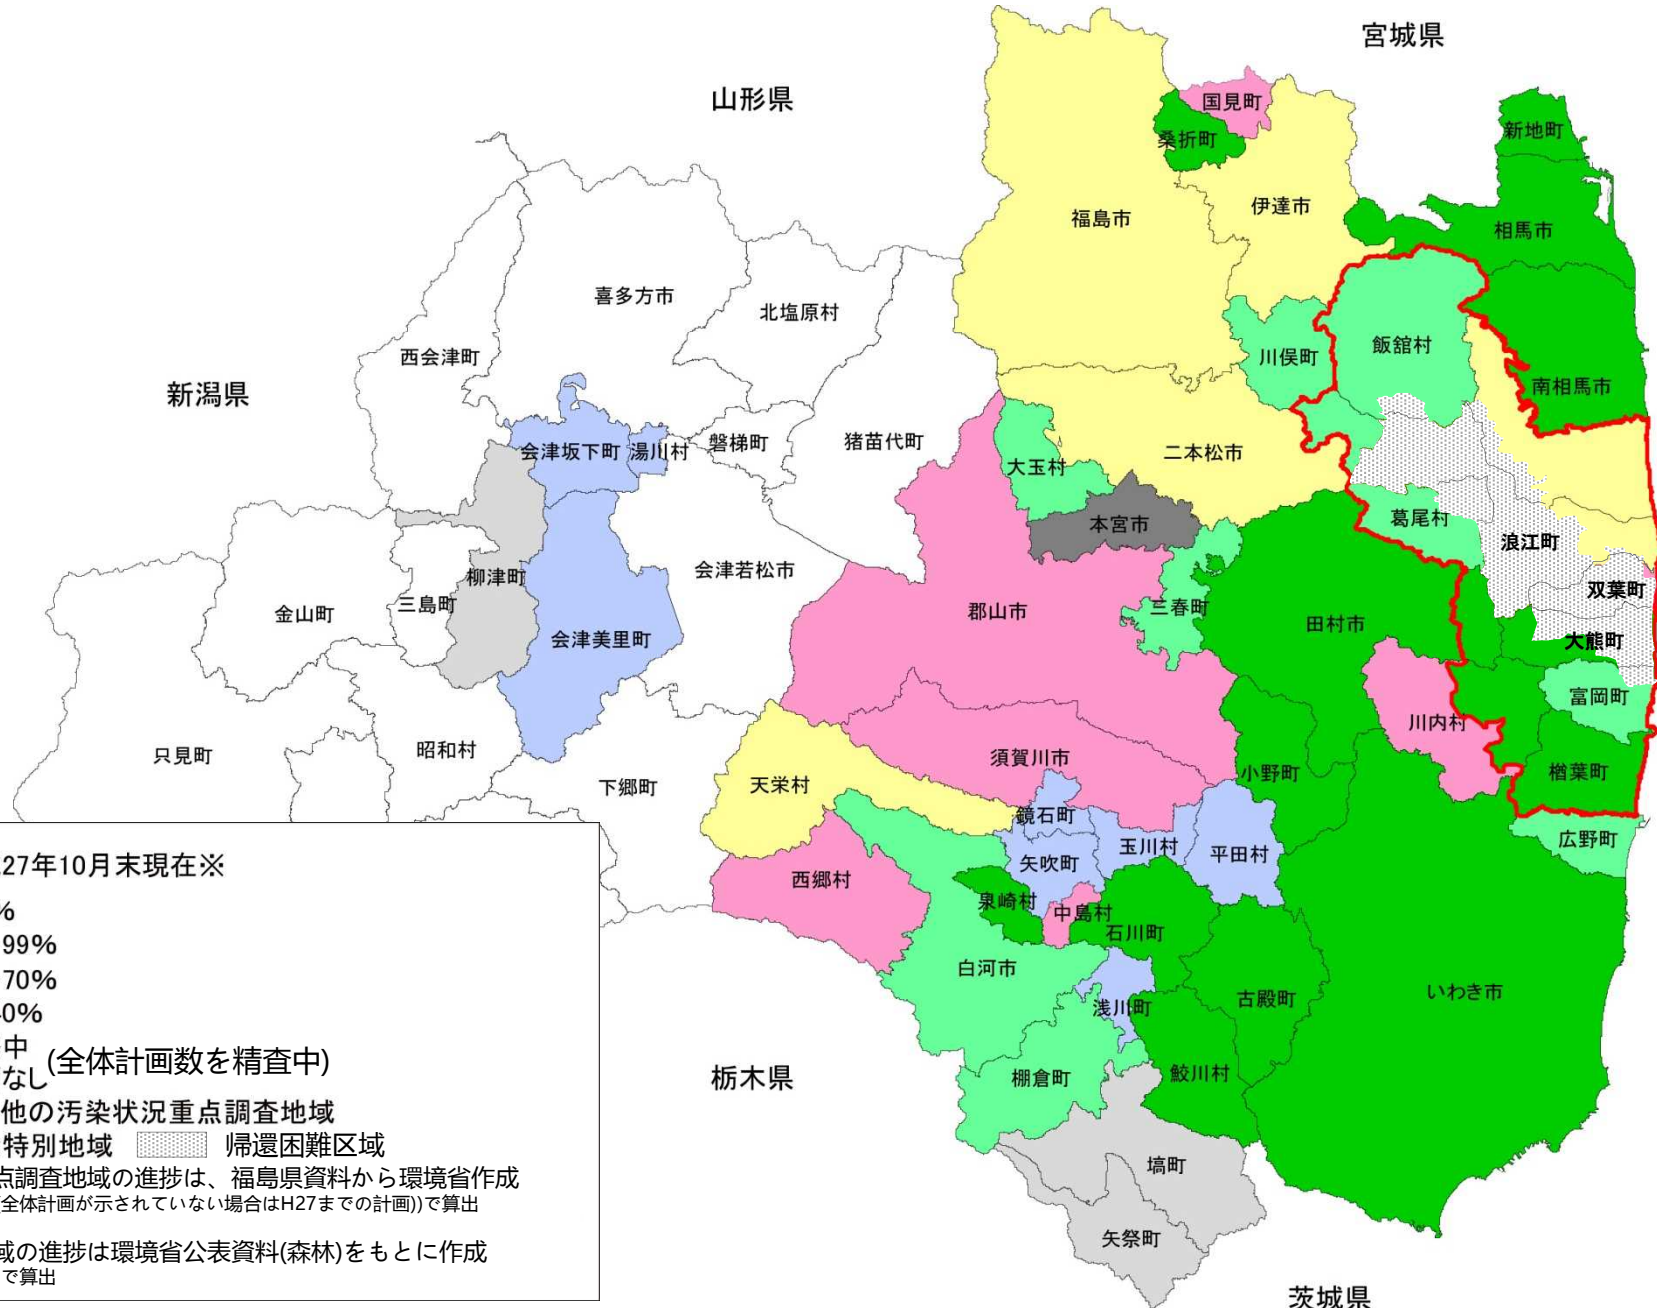 宮城県
山形県
国見町
桑折町
新地町
伊達市
福島市
相馬市
喜多方市
北塩原村
飯舘村
西会津町
川俣町
新潟県
南相馬市
会津坂下町
湯川村
磐梯町
猪苗代町
二本松市
大玉村
本宮市
葛尾村
浪江町
会津若松市
柳津町
双葉町
三島町
金山町
三春町
郡山市
田村市
会津美里町
大熊町
富岡町
川内村
昭和村
只見町
須賀川市
小野町
楢葉町
天栄村
下郷町
鏡石町
玉川村
平田村
広野町
矢吹町
西郷村
泉崎村
中島村
石川町
白河市
いわき市
古殿町
浅川町
栃木県
棚倉町
鮫川村
塙町
矢祭町
茨城県
27年10月末現在※
%
99%
70%
0%
中
なし(全体計画数を精査中)
他の汚染状況重点調査地域
特別地域 帰還困難区域
点調査地域の進捗は、福島県資料から環境省作成
全体計画が示されていない場合はH27までの計画))で算出
域の進捗は環境省公表資料(森林)をもとに作成
で算出